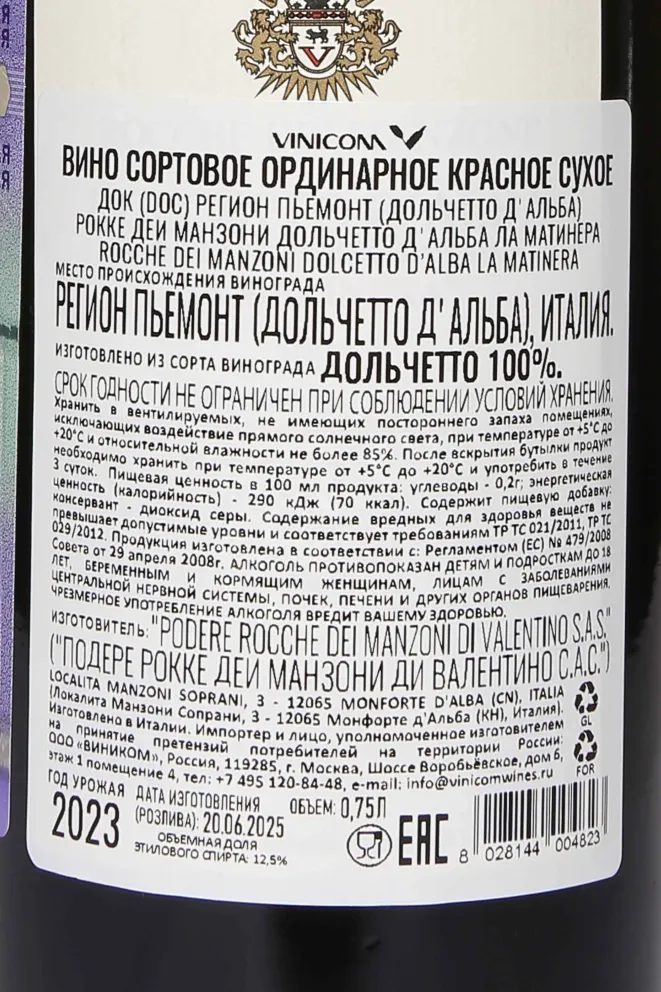 VINICOM
ВИНО СОРТОВОЕ ОРДИНАРНОЕ КРАСНОЕ СУХОЕ
ДОК (DOC) РЕГИОН ПЬЕМОНТ (ДОЛЬЧЕТТО Д'АЛЬБА)
РОККЕ ДЕИ МАНЗОНИ ДОЛЬЧЕТТО Д'АЛЬБА ЛА МАТИНЕРА
ROCCHE DEI MANZONI DOLCETTO D'ALBA LA MATINERA
МЕСТО ПРОИСХОЖДЕНИЯ ВИНОГРАДА
РЕГИОН ПЬЕМОНТ (ДОЛЬЧЕТТО Д' АЛЬБА), ИТАЛИЯ.
ИЗГОТОВЛЕНО ИЗ СОРТА ВИНОГРАДА ДОЛЬЧЕТТО 100%.
СРОК ГОДНОСТИ НЕ ОГРАНИЧЕН ПРИ СОБЛЮДЕНИИ УСЛОВИЙ ХРАНЕНИЯ.
Хранить в вентилируемых, не имеющих постороннего запаха помещениях,
исключающих воздействие прямого солнечного света, при температуре от +5°C до
+20°C и относительной влажности не более 85%. После вскрытия бутылки продукт
необходимо хранить при температуре от +5°C до +20°C и употребить в течение
3 суток. Пищевая ценность в 100 мл продукта: углеводы - 0,2г; энергетическая
ценность (калорийность) - 290 кДж (70 ккал). Содержит пищевую добавку:
консервант - диоксид серы. Содержание вредных для здоровья веществ не
превышает допустимые уровни и соответствует требованиям ТР ТС 021/2011, ТР ТС
029/2012. Продукция изготовлена в соответствии с: Регламентом (ЕС) № 479/2008
Совета от 29 апреля 2008г. АЛКОГОЛЬ ПРОТИВОПОКАЗАН ДЕТЯМ И ПОДРОСТКАМ ДО 18
ЛЕТ, БЕРЕМЕННЫМ И КОРМЯЩИМ ЖЕНЩИНАМ, ЛИЦАМ С ЗАБОЛЕВАНИЯМИ
ЦЕНТРАЛЬНОЙ НЕРВНОЙ СИСТЕМЫ, ПОЧЕК, ПЕЧЕНИ И ДРУГИХ ОРГАНОВ ПИЩЕВАРЕНИЯ.
ЧРЕЗМЕРНОЕ УПОТРЕБЛЕНИЕ АЛКОГОЛЯ ВРЕДИТ ВАШЕМУ ЗДОРОВЬЮ.
ИЗГОТОВИТЕЛЬ: "PODERE ROCCHE DEI MANZONI DI VALENTINO S.A.S."
("ПОДЕРЕ РОККЕ ДЕИ МАНЗОНИ ДИ ВАЛЕНТИНО С.А.С.")
LOCALITA MANZONI SOPRANI, 3 - 12065 MONFORTE D'ALBA (CN), ITALIA
(Локалита Манзони Сопрани, 3 - 12065 Монфорте д'Альба (КН), Италия).
Изготовлено в Италии. Импортер и лицо, уполномоченное изготовителем
на принятие претензий потребителей на территории России:
ООО «ВИНИКОМ», Россия, 119285, г. Москва, Шоссе Воробьёвское, дом 6,
этаж 1 помещение 4, тел: +7 495 120-84-48, e-mail: info@vinicomwines.ru
GL
FOR
ГОД УРОЖАЯ
2023
ДАТА ИЗГОТОВЛЕНИЯ
(РОЗЛИВА): 20.06.2025
ОБЪЕМ: 0,75Л
ОБЪЕМНАЯ ДОЛЯ
ЭТИЛОВОГО СПИРТА: 12,5%
EAC
8 028144 004823